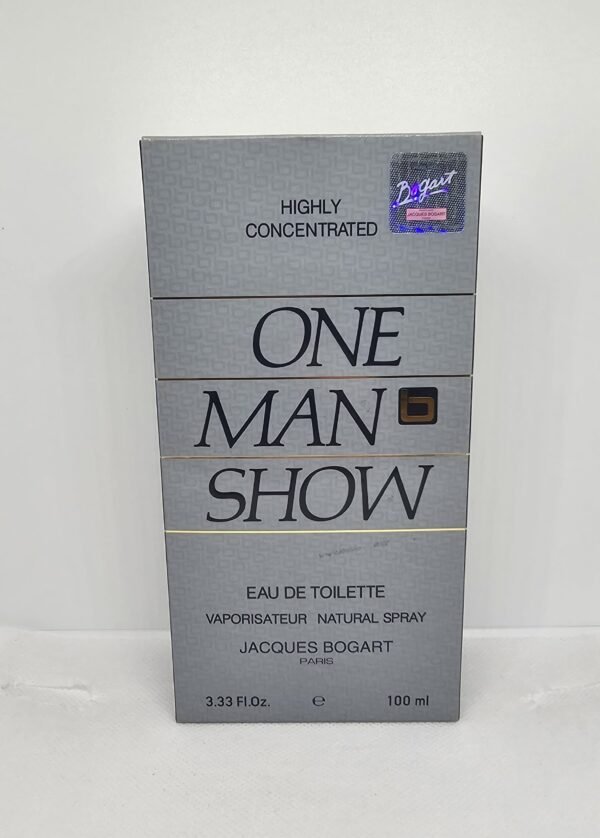 Bogart
JACQUES BOGART
HIGHLY
CONCENTRATED
ONE
MAN b
SHOW
EAU DE TOILETTE
VAPORISATEUR NATURAL SPRAY
JACQUES BOGART
PARIS
3.33 Fl.Oz. ℮ 100 ml